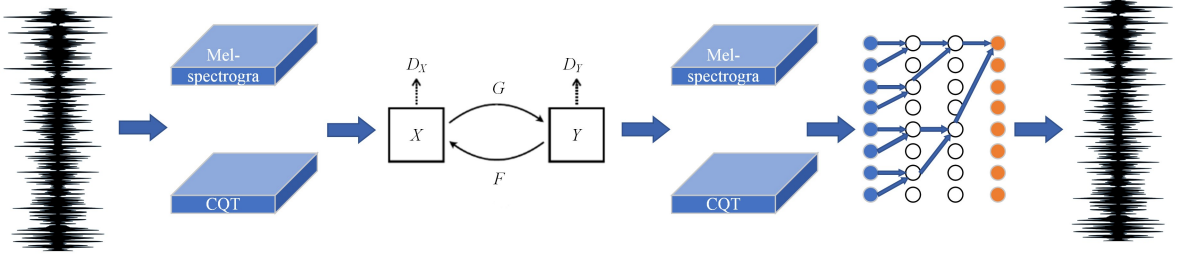 Mel-
spectrogra
CQT
D_X
X
G
F
D_Y
Y
Mel-
spectrogra
CQT